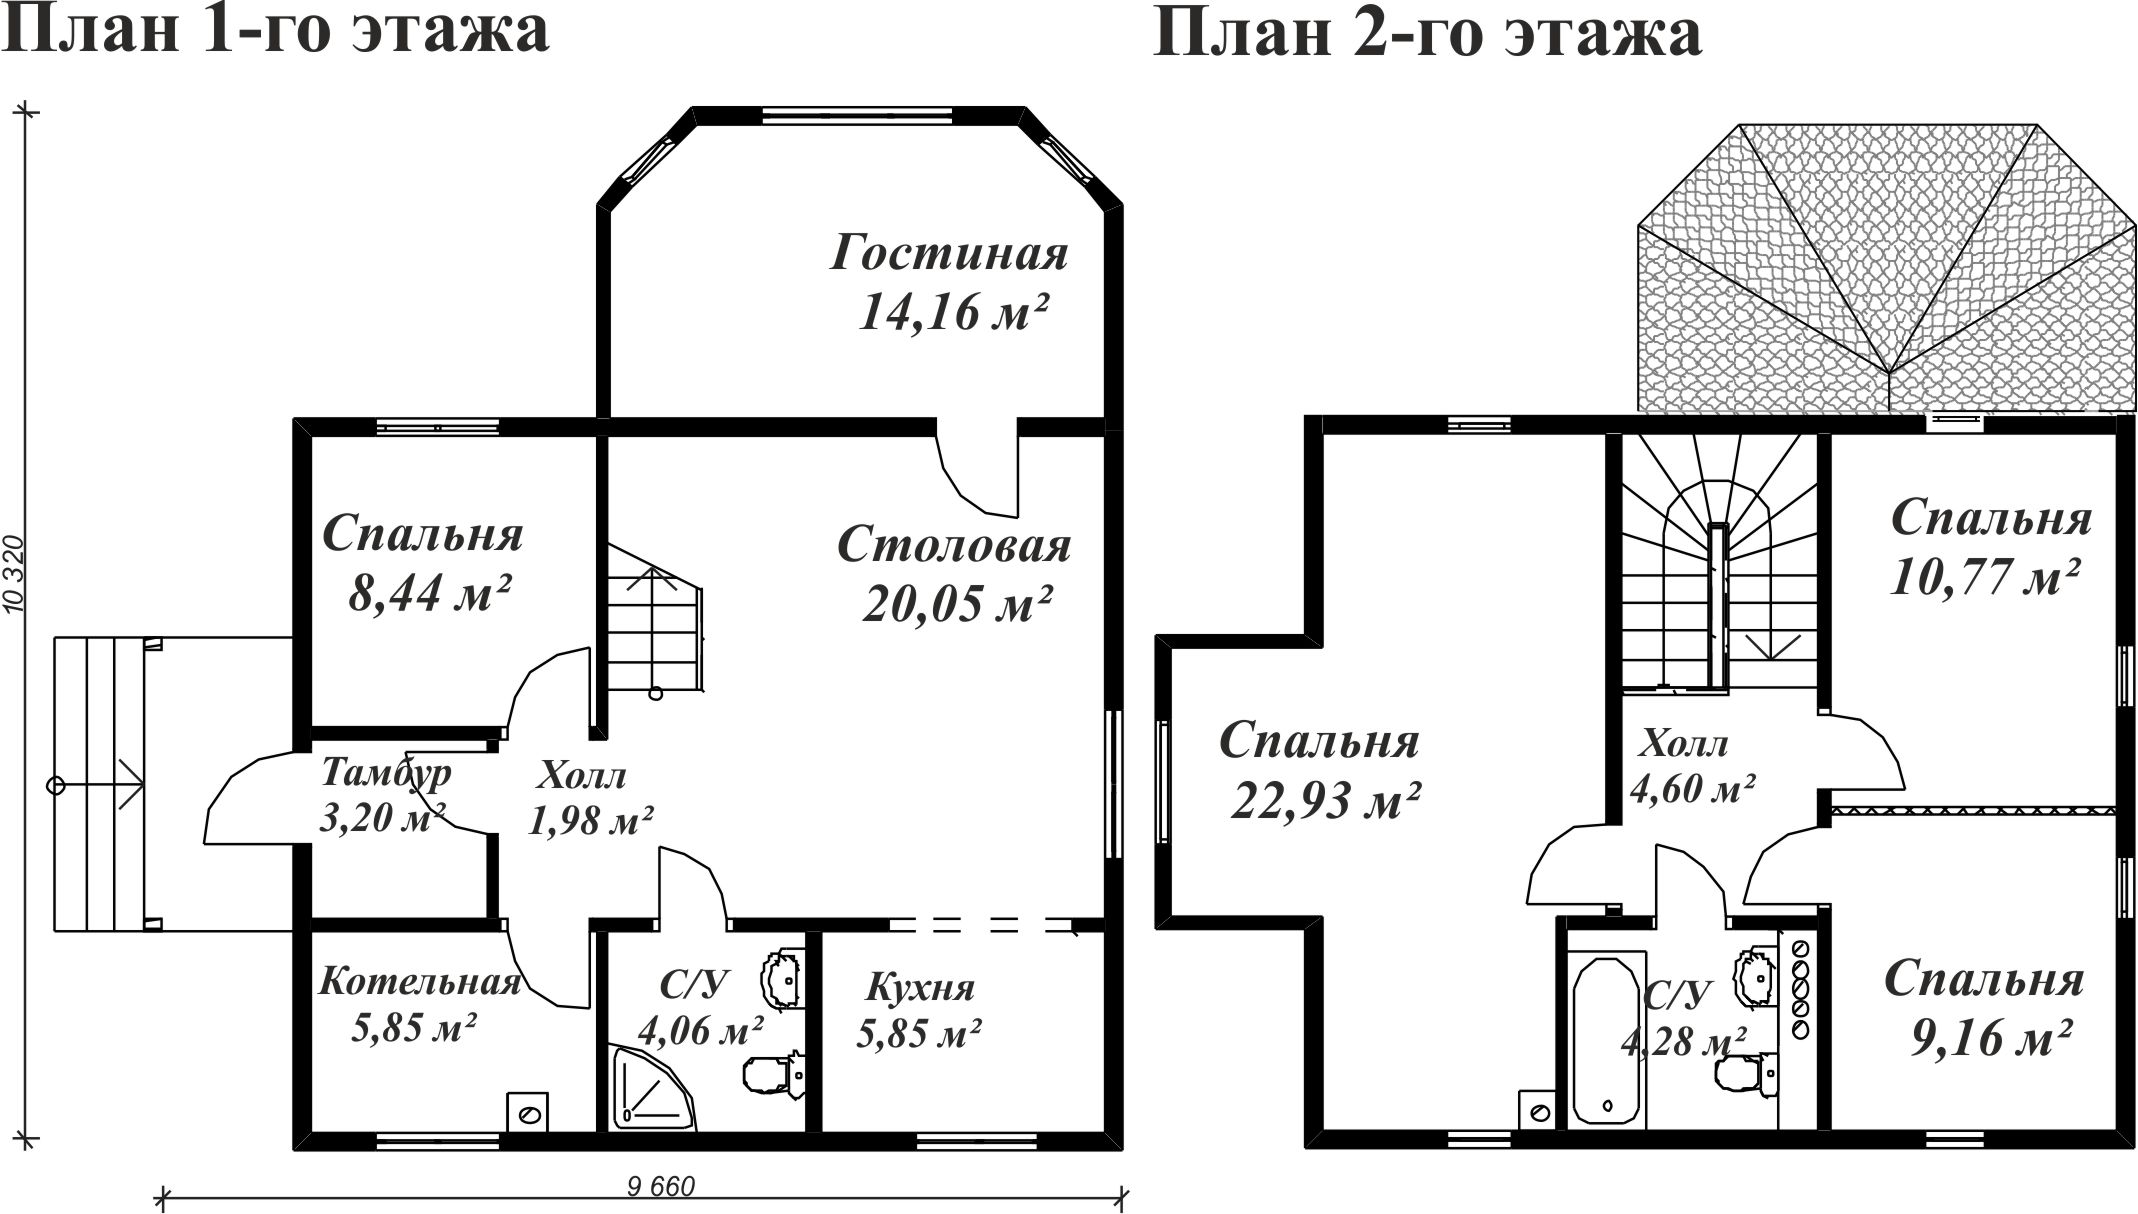 План 1-го этажа
Гостиная
14,16 м²
Спальня
8,44 м²
Столовая
20,05 м²
10 320
Тамбур
3,20 м²
Холл
1,98 м²
Котельная
5,85 м²
С/У
4,06 м²
Кухня
5,85 м²
9 660
План 2-го этажа
Спальня
10,77 м²
Спальня
22,93 м²
Холл
4,60 м²
С/У
4,28 м²
Спальня
9,16 м²